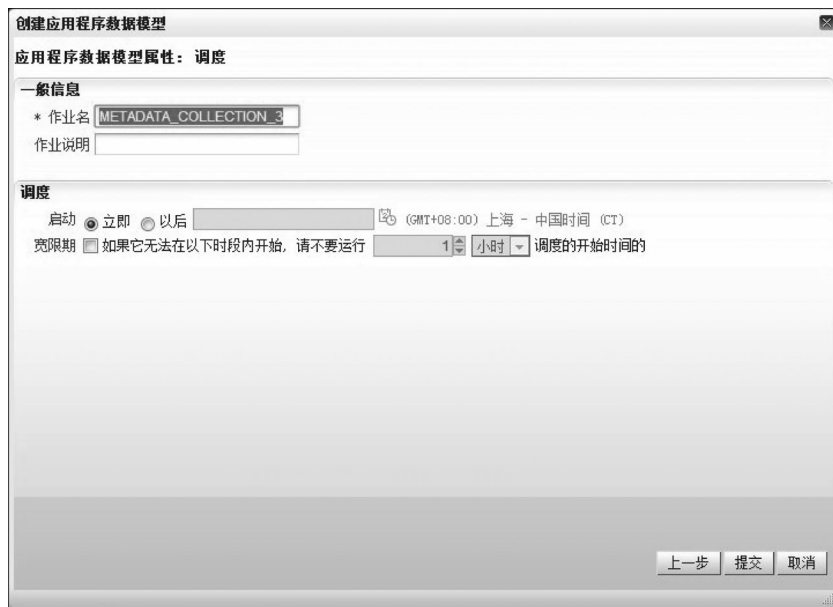 创建应用程序数据模型
应用程序数据模型属性: 调度
一般信息
* 作业名 METADATA_COLLECTION_3
作业说明
调度
启动 立即 以后 (GMT+08:00) 上海 - 中国时间 (CT)
宽限期 如果它无法在以下时段内开始, 请不要运行 1 小时 调度的开始时间的
上一步 提交 取消